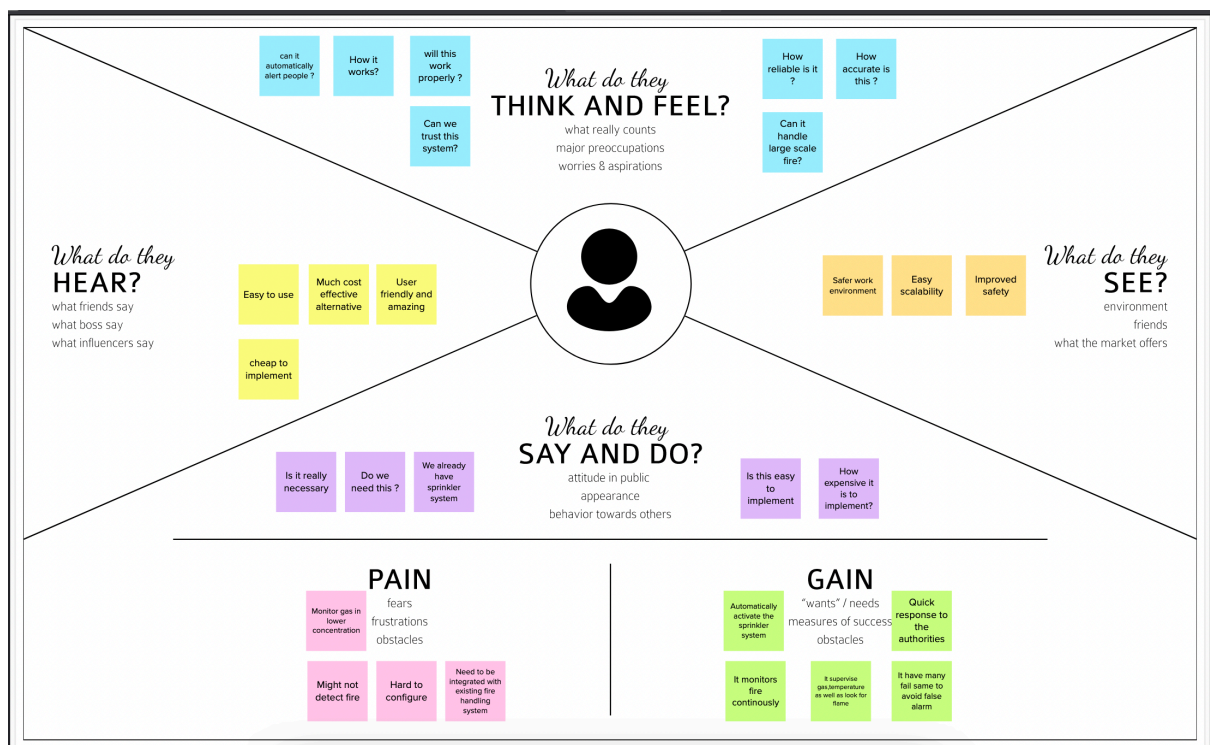 can it
automatically
alert people ?
How it
works?
will this
work
properly ?
Can we
trust this
system?
What do they
THINK AND FEEL?
what really counts
major preoccupations
worries & aspirations
How
reliable is it
?
How
accurate is
this ?
Can it
handle
large scale
fire?
What do they
HEAR?
what friends say
what boss say
what influencers say
Easy to use
Much cost
effective
alternative
User
friendly and
amazing
cheap to
implement
Safer work
environment
Easy
scalability
Improved
safety
What do they
SEE?
environment
friends
what the market offers
What do they
SAY AND DO?
attitude in public
appearance
behavior towards others
Is it really
necessary
Do we
need this ?
We already
have
sprinkler
system
Is this easy
to
implement
How
expensive it
is to
implement?
PAIN
fears
frustrations
obstacles
Monitor gas in
lower
concentration
Might not
detect fire
Hard to
configure
Need to be
integrated with
existing fire
handling
system
GAIN
"wants" / needs
measures of success
obstacles
Automatically
activate the
sprinkler
system
Quick
response to
the
authorities
It monitors
fire
continously
It supervise
gas,temperature
as well as look for
flame
It have many
fail same to
avoid false
alarm